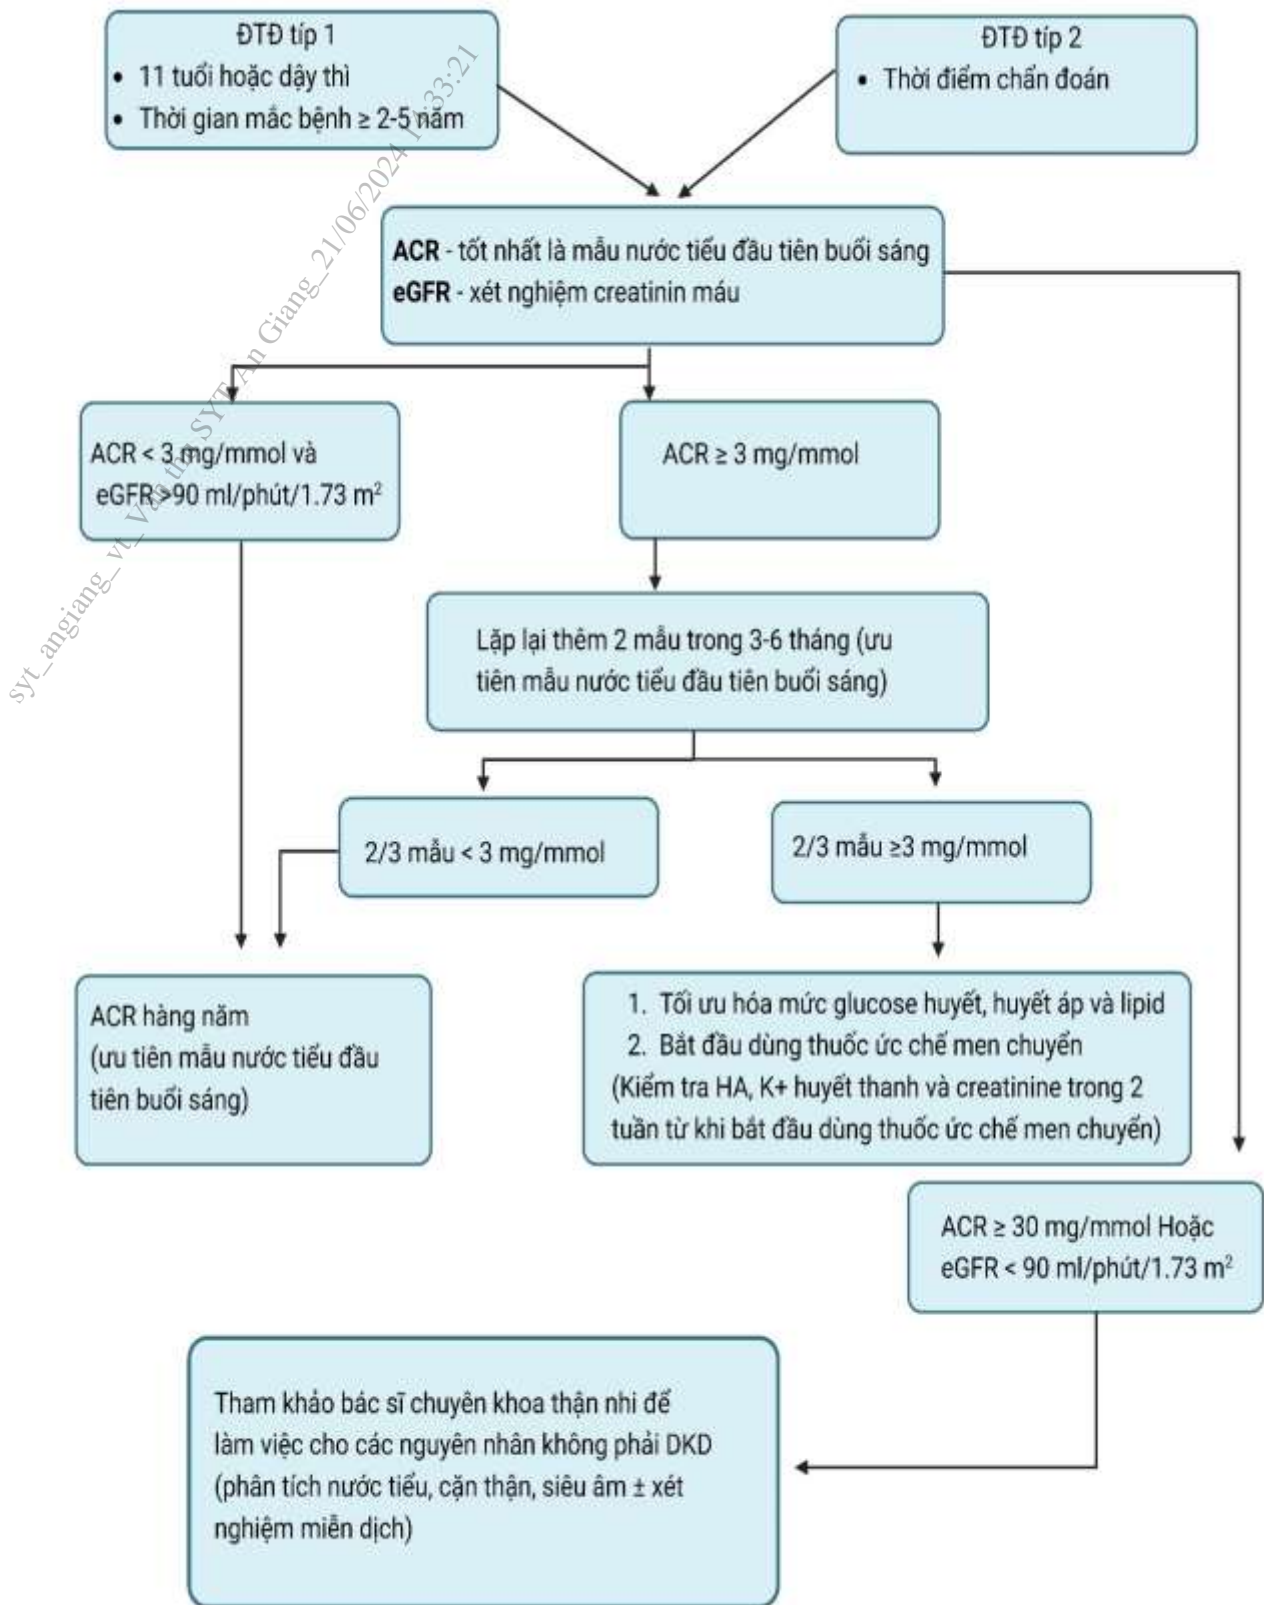 ĐTĐ típ 1
• 11 tuổi hoặc dậy thì
• Thời gian mắc bệnh ≥ 2-5 năm
ĐTĐ típ 2
• Thời điểm chẩn đoán
ACR - tốt nhất là mẫu nước tiểu đầu tiên buổi sáng
eGFR - xét nghiệm creatinin máu
ACR < 3 mg/mmol và
eGFR >90 ml/phút/1.73 m²
ACR ≥ 3 mg/mmol
Lặp lại thêm 2 mẫu trong 3-6 tháng (ưu
tiên mẫu nước tiểu đầu tiên buổi sáng)
2/3 mẫu < 3 mg/mmol
2/3 mẫu ≥3 mg/mmol
ACR hàng năm
(ưu tiên mẫu nước tiểu đầu
tiên buổi sáng)
1. Tối ưu hóa mức glucose huyết, huyết áp và lipid
2. Bắt đầu dùng thuốc ức chế men chuyển
(Kiểm tra HA, K+ huyết thanh và creatinine trong 2
tuần từ khi bắt đầu dùng thuốc ức chế men chuyển)
ACR ≥ 30 mg/mmol Hoặc
eGFR < 90 ml/phút/1.73 m²
Tham khảo bác sĩ chuyên khoa thận nhi để
làm việc cho các nguyên nhân không phải DKD
(phân tích nước tiểu, cặn thận, siêu âm ± xét
nghiệm miễn dịch)
syt_angiang_vt_Văn thư SYT An Giang_21/06/2024 33:21